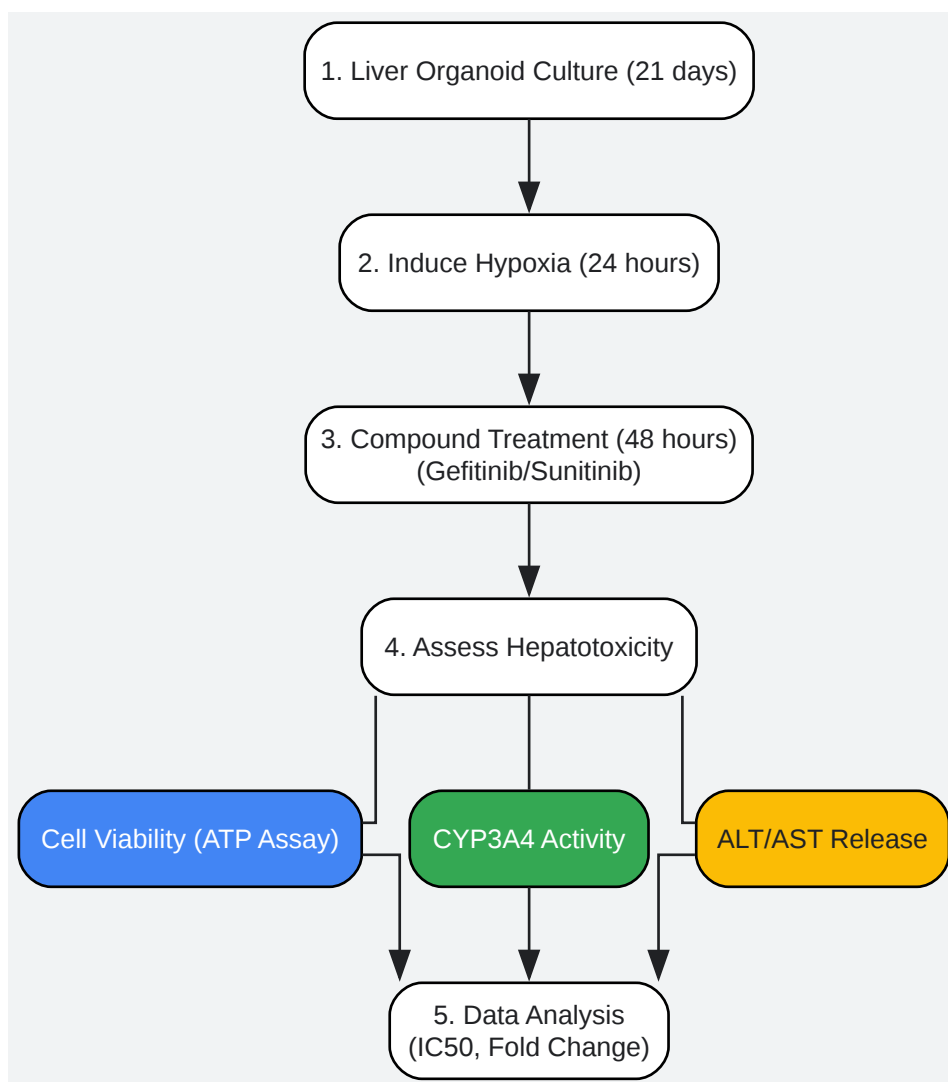 1. Liver Organoid Culture (21 days)
2. Induce Hypoxia (24 hours)
3. Compound Treatment (48 hours)
(Gefitinib/Sunitinib)
4. Assess Hepatotoxicity
Cell Viability (ATP Assay)
CYP3A4 Activity
ALT/AST Release
5. Data Analysis
(IC50, Fold Change)